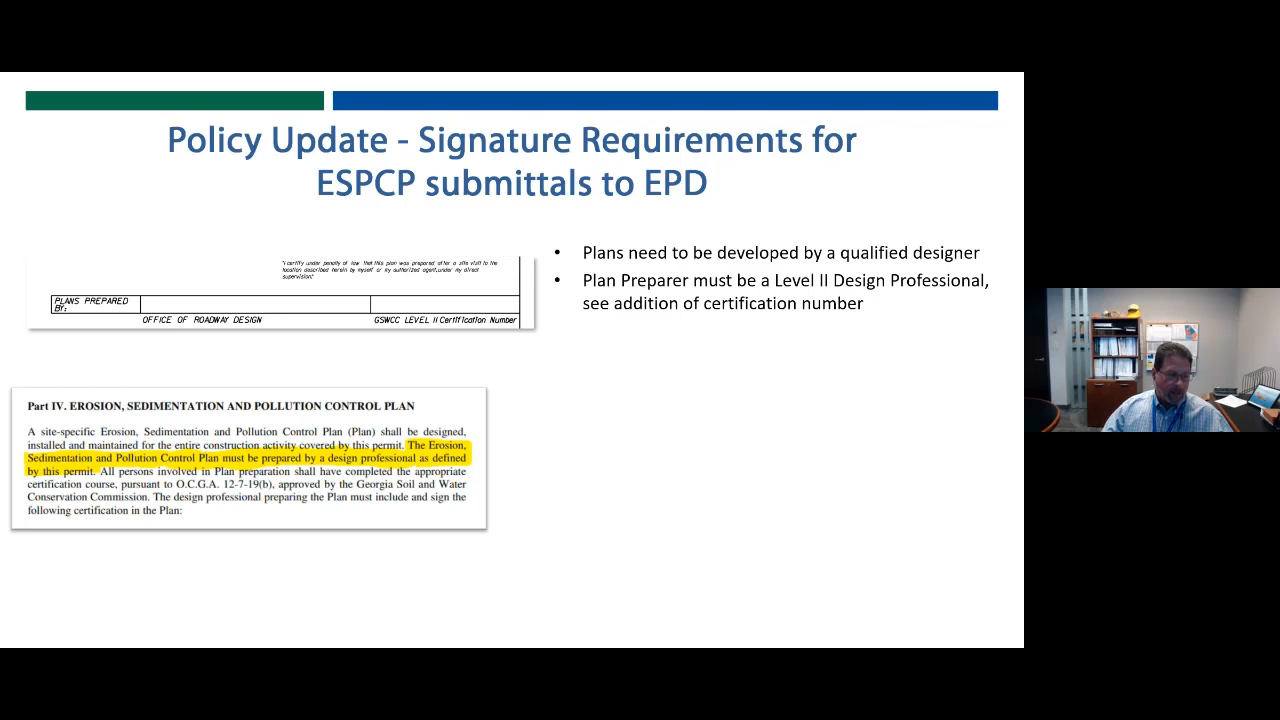 Policy Update - Signature Requirements for
ESPCP submittals to EPD
"I certify under penalty of law that this plan was prepared after a site visit to the
location described herein by myself or my authorized agent,under my direct
supervision."
PLANS PREPARED
BY:
OFFICE OF ROADWAY DESIGN
GSWCC LEVEL II Certification Number
• Plans need to be developed by a qualified designer
• Plan Preparer must be a Level II Design Professional,
see addition of certification number
Part IV. EROSION, SEDIMENTATION AND POLLUTION CONTROL PLAN
A site-specific Erosion, Sedimentation and Pollution Control Plan (Plan) shall be designed,
installed and maintained for the entire construction activity covered by this permit. The Erosion,
Sedimentation and Pollution Control Plan must be prepared by a design professional as defined
by this permit. All persons involved in Plan preparation shall have completed the appropriate
certification course, pursuant to O.C.G.A. 12-7-19(b), approved by the Georgia Soil and Water
Conservation Commission. The design professional preparing the Plan must include and sign the
following certification in the Plan: